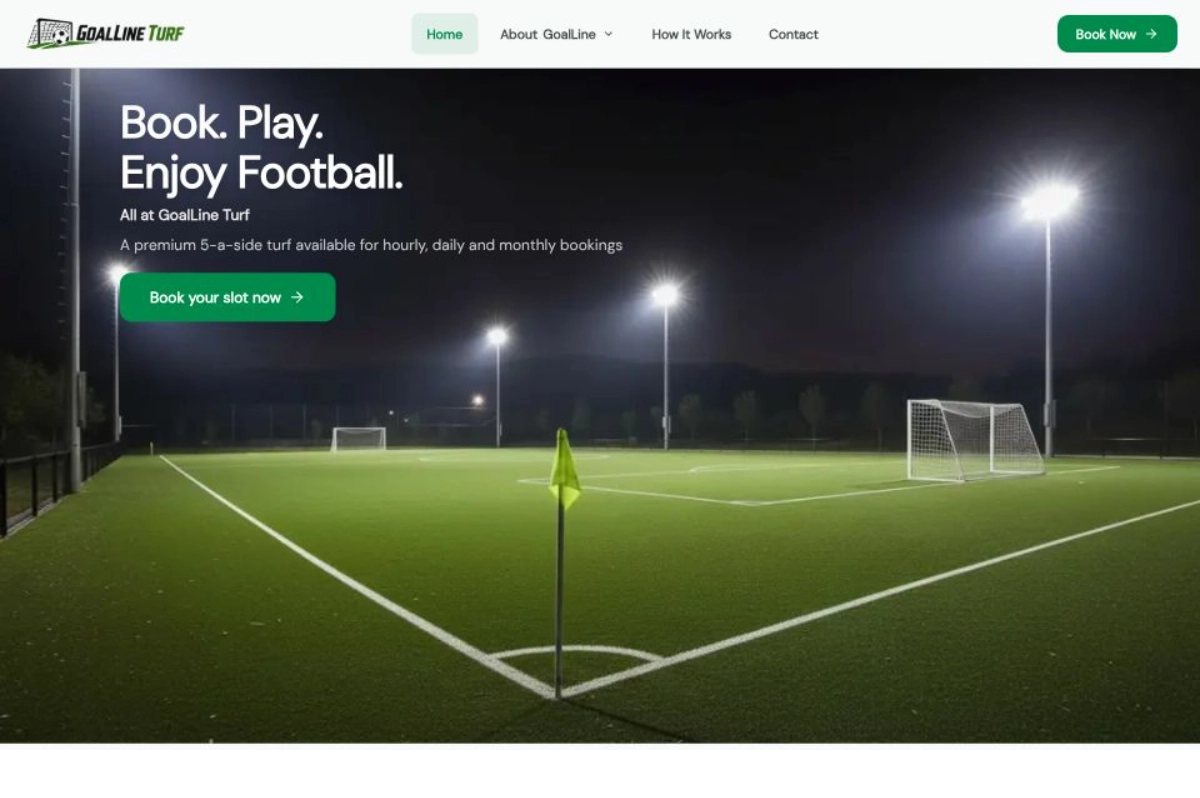 GOALLINE TURF
Home
About GoalLine
How It Works
Contact
Book Now
Book. Play.
Enjoy Football.
All at GoalLine Turf
A premium 5-a-side turf available for hourly, daily and monthly bookings
Book your slot now